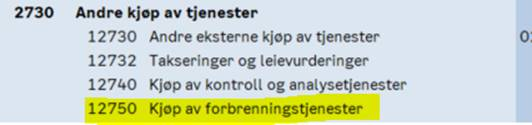 2730 Andre kjøp av tjenester
12730 Andre eksterne kjøp av tjenester
12732 Takseringer og leievurderinger
12740 Kjøp av kontroll og analysetjenester
12750 Kjøp av forbrenningstjenester